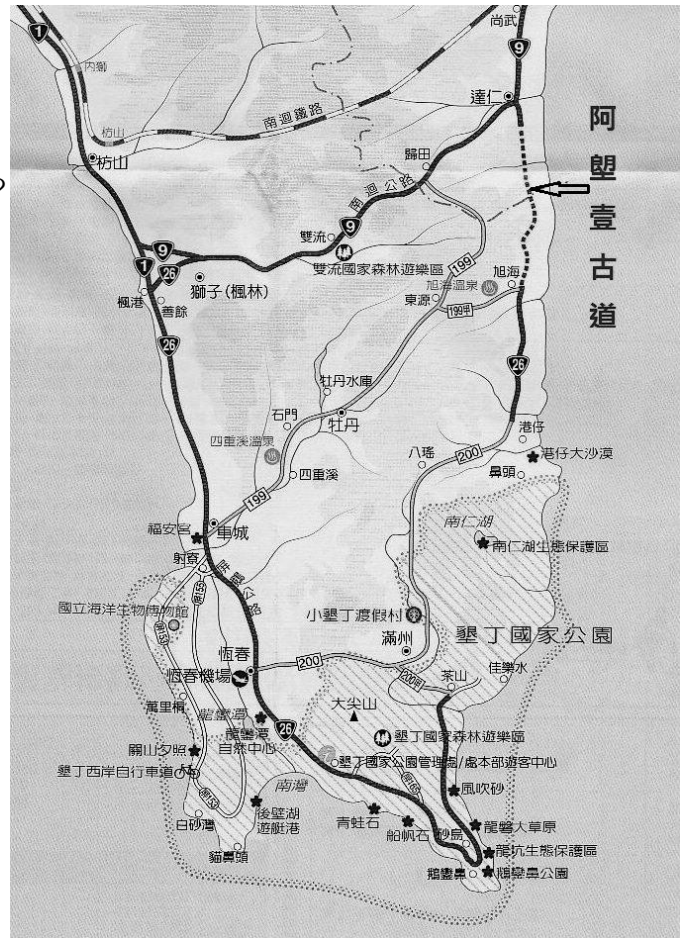 尚武
1
9
內獅
達仁
南迴鐵路
阿塱壹古道
枋山
枋山
歸田
南迴公路
9
雙流
雙流國家森林遊樂區
9
1
26
199
旭海
旭海溫泉
獅子(楓林)
東源
199甲
楓港
善餘
26
26
牡丹水庫
石門
牡丹
港仔
四重溪溫泉
八瑤
200
港仔大沙漠
四重溪
鼻頭
199
南仁湖
福安宮
車城
南仁湖生態保護區
射寮
屏鵝公路
國立海洋生物博物館
小墾丁渡假村
墾丁國家公園
滿州
恆春
200
恆春機場
200甲
茶山
佳樂水
大尖山
萬里桐
龍鑾潭
龍鑾潭自然中心
26
墾丁國家森林遊樂區
關山夕照
墾丁國家公園管理處/處本部遊客中心
墾丁西岸自行車道
南灣
風吹砂
後壁湖遊艇港
青蛙石
白砂灣
船帆石
砂島
龍磐大草原
龍坑生態保護區
貓鼻頭
鵝鑾鼻
鵝鑾鼻公園